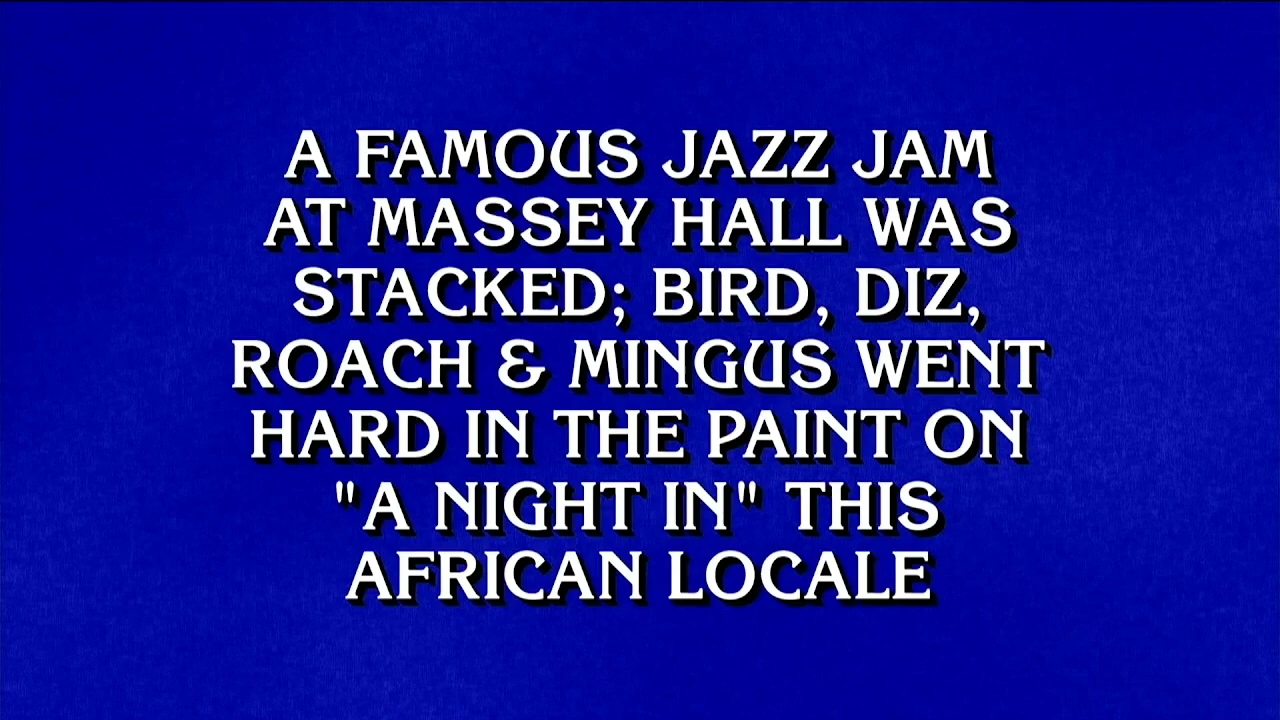 A FAMOUS JAZZ JAM
AT MASSEY HALL WAS
STACKED; BIRD, DIZ,
ROACH & MINGUS WENT
HARD IN THE PAINT ON
"A NIGHT IN" THIS
AFRICAN LOCALE